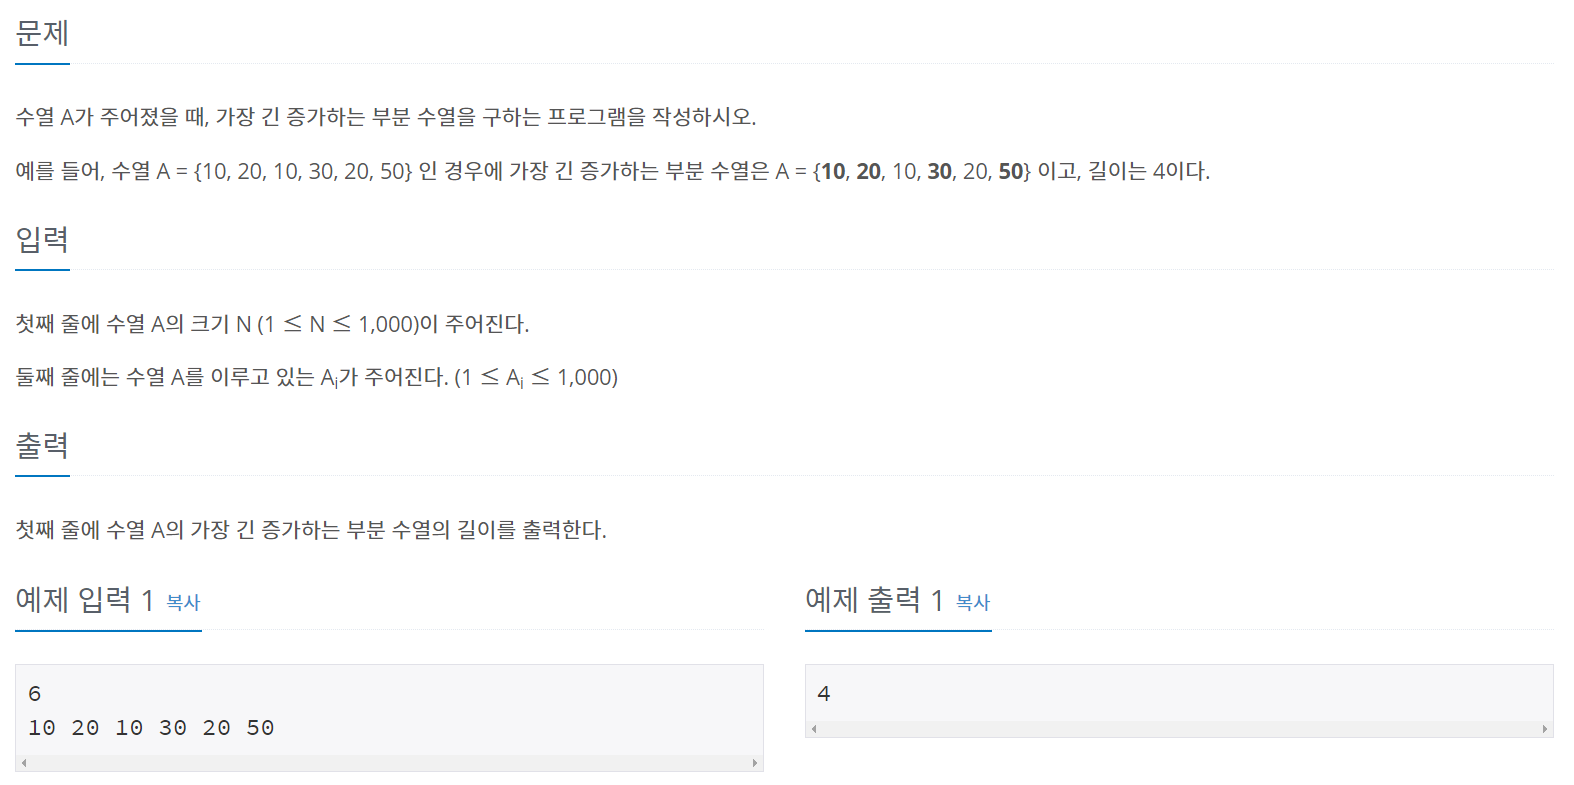 문제
수열 A가 주어졌을 때, 가장 긴 증가하는 부분 수열을 구하는 프로그램을 작성하시오.
예를 들어, 수열 A = {10, 20, 10, 30, 20, 50} 인 경우에 가장 긴 증가하는 부분 수열은 A = {10, 20, 10, 30, 20, 50} 이고, 길이는 4이다.
입력
첫째 줄에 수열 A의 크기 N (1 ≤ N ≤ 1,000)이 주어진다.
둘째 줄에는 수열 A를 이루고 있는 Ai가 주어진다. (1 ≤ Ai ≤ 1,000)
출력
첫째 줄에 수열 A의 가장 긴 증가하는 부분 수열의 길이를 출력한다.
예제 입력 1 복사
6
10 20 10 30 20 50
예제 출력 1 복사
4